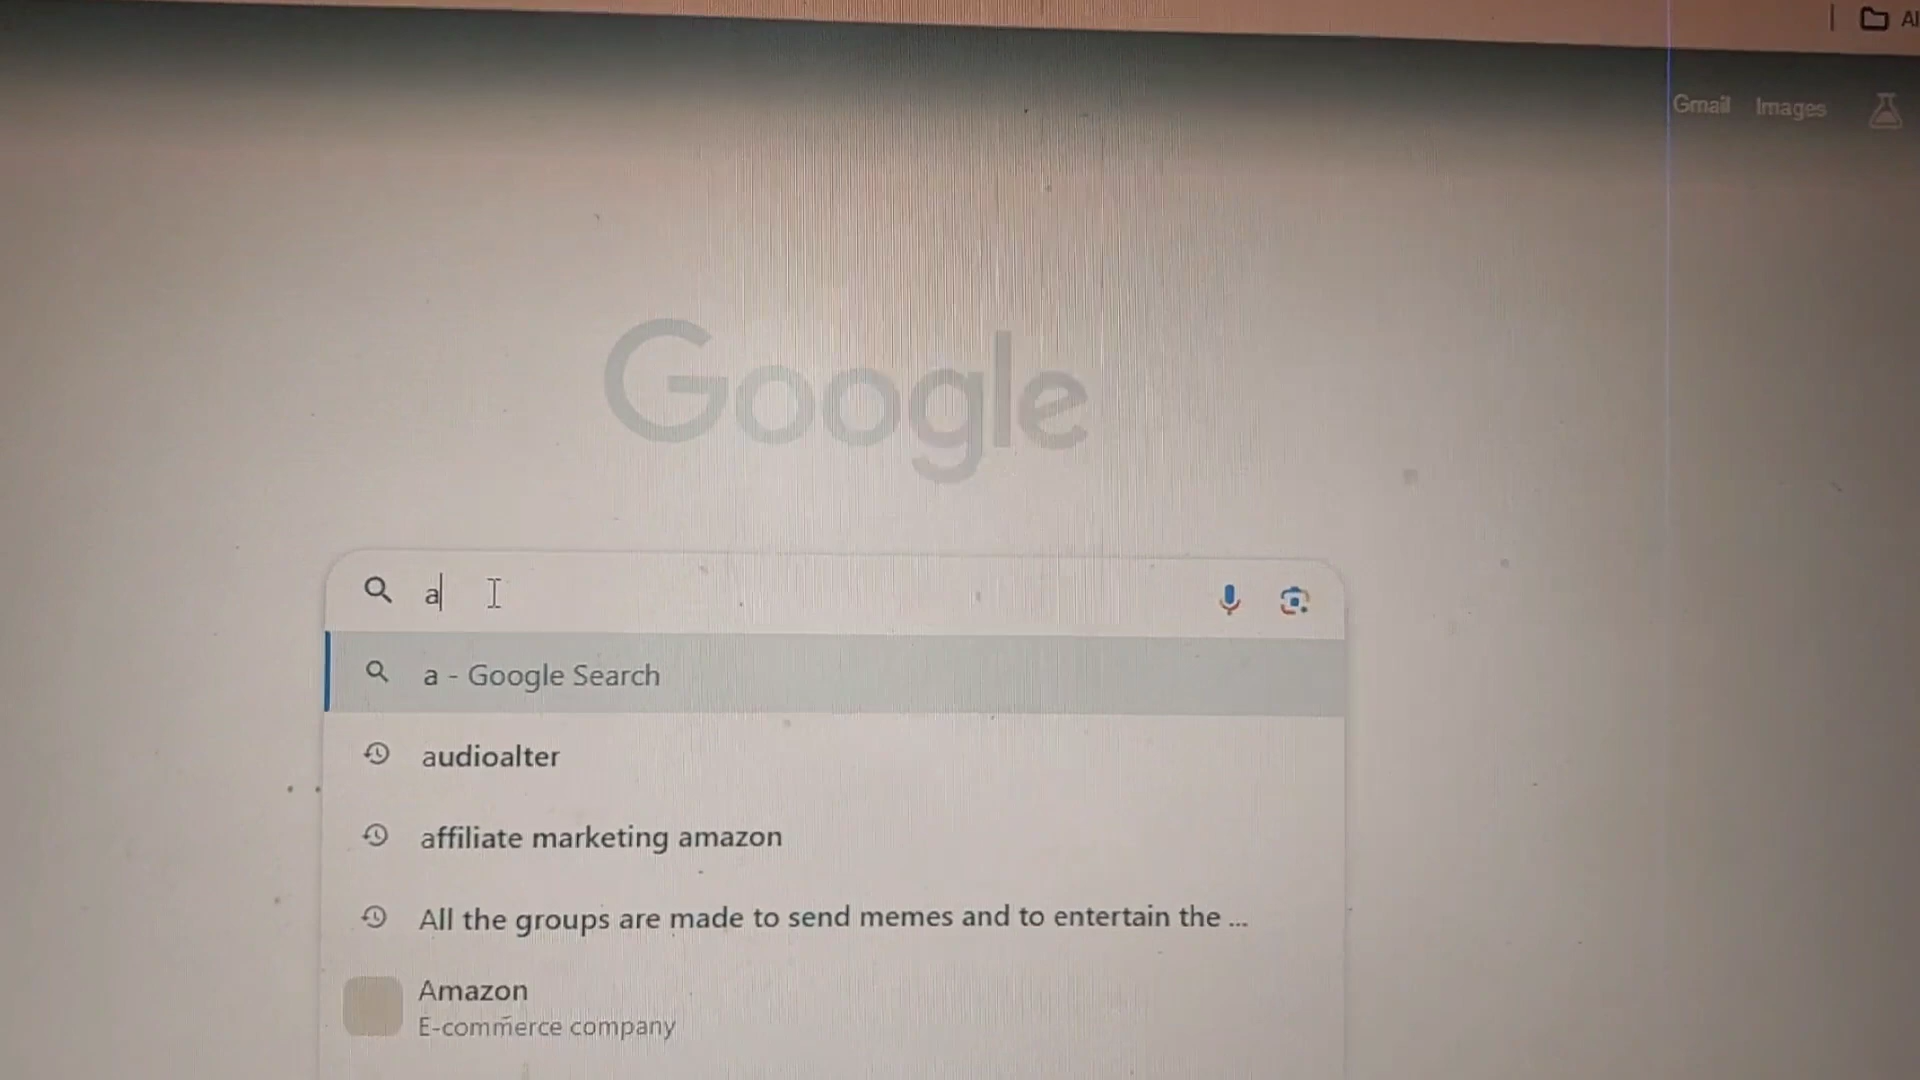 Gmail Images
Google
a
a - Google Search
audioalter
affiliate marketing amazon
All the groups are made to send memes and to entertain the ...
Amazon
E-commerce company